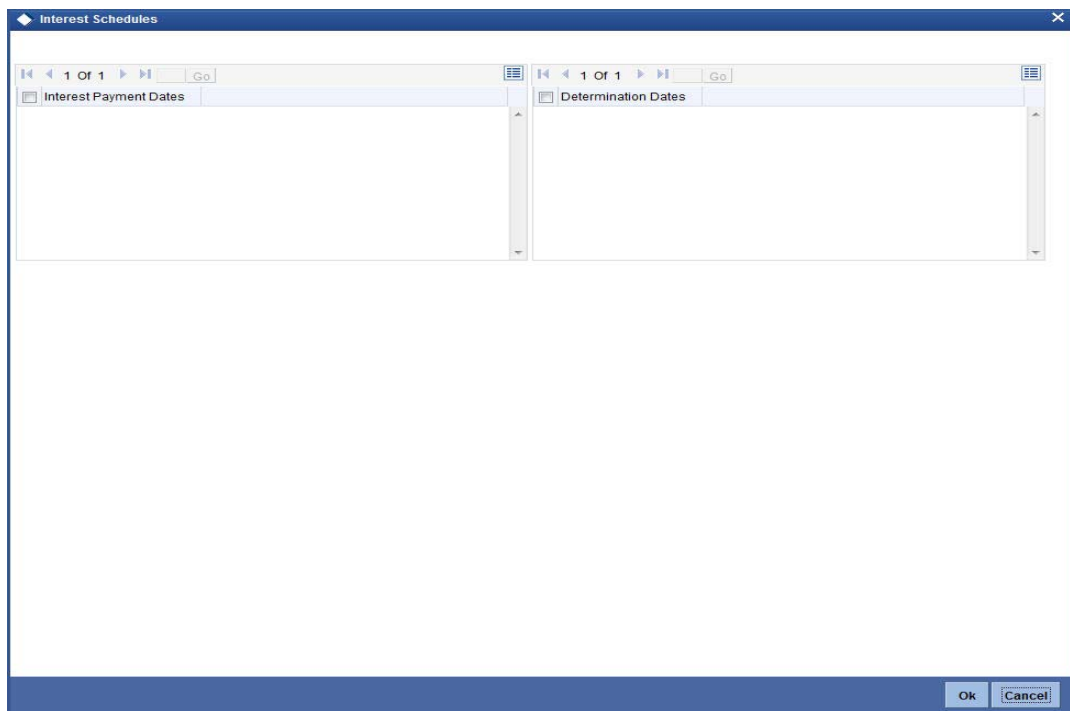 Interest Schedules
1 Of 1 Go
Interest Payment Dates
1 Of 1 Go
Determination Dates
Ok Cancel